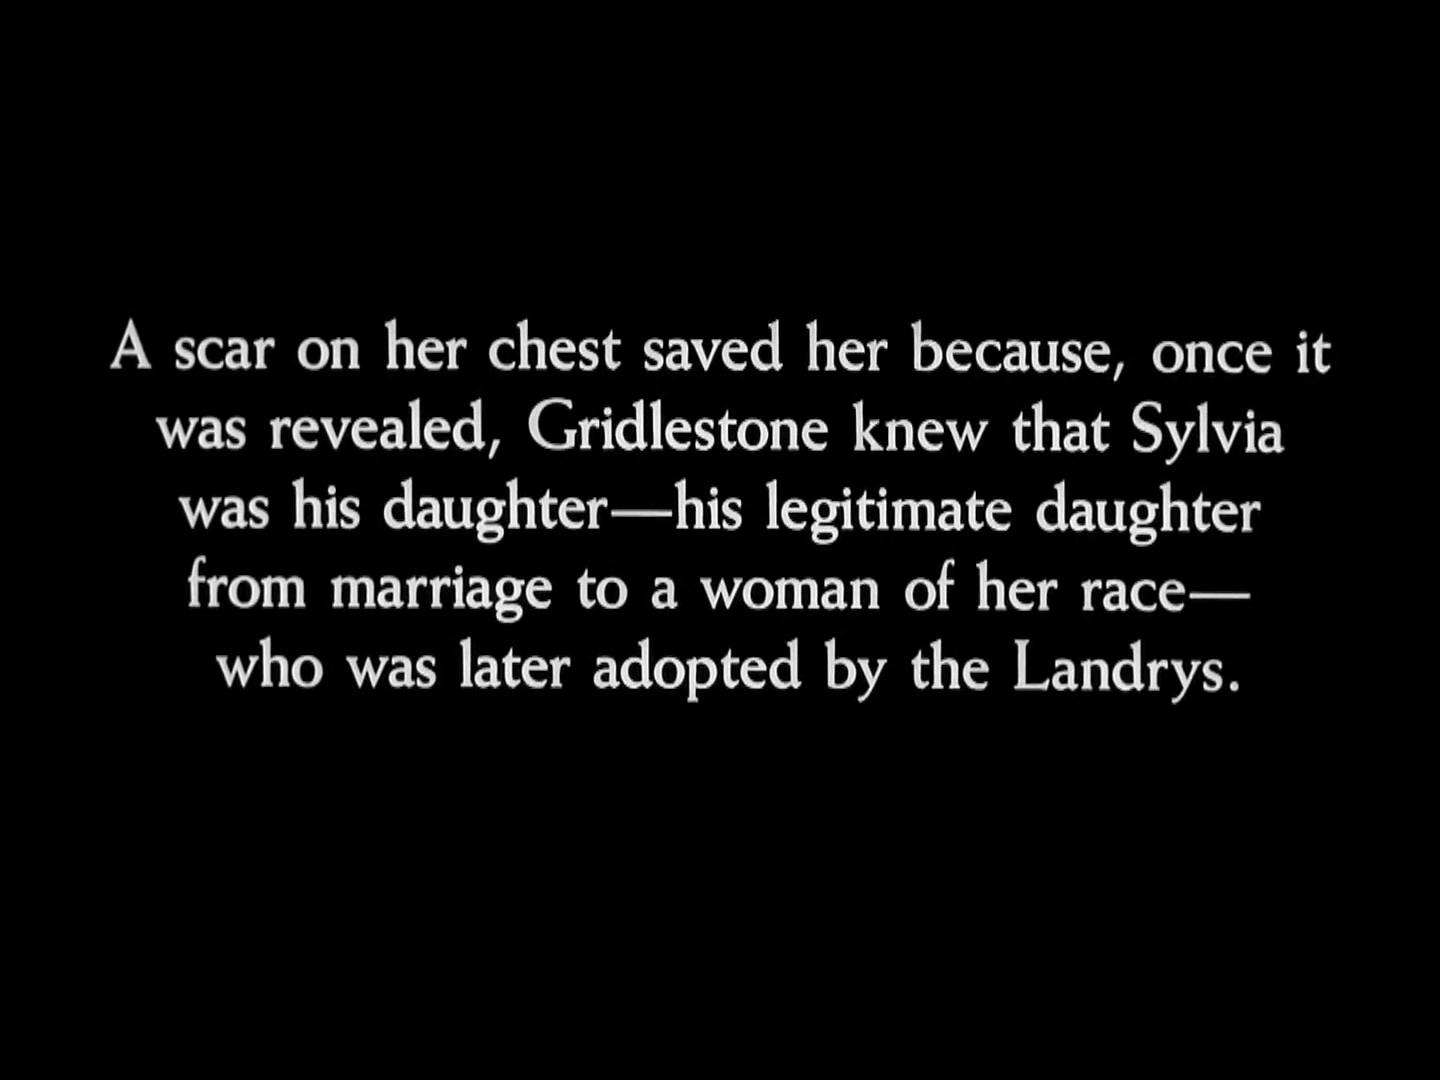 A scar on her chest saved her because, once it
was revealed, Gridlestone knew that Sylvia
was his daughter—his legitimate daughter
from marriage to a woman of her race—
who was later adopted by the Landrys.